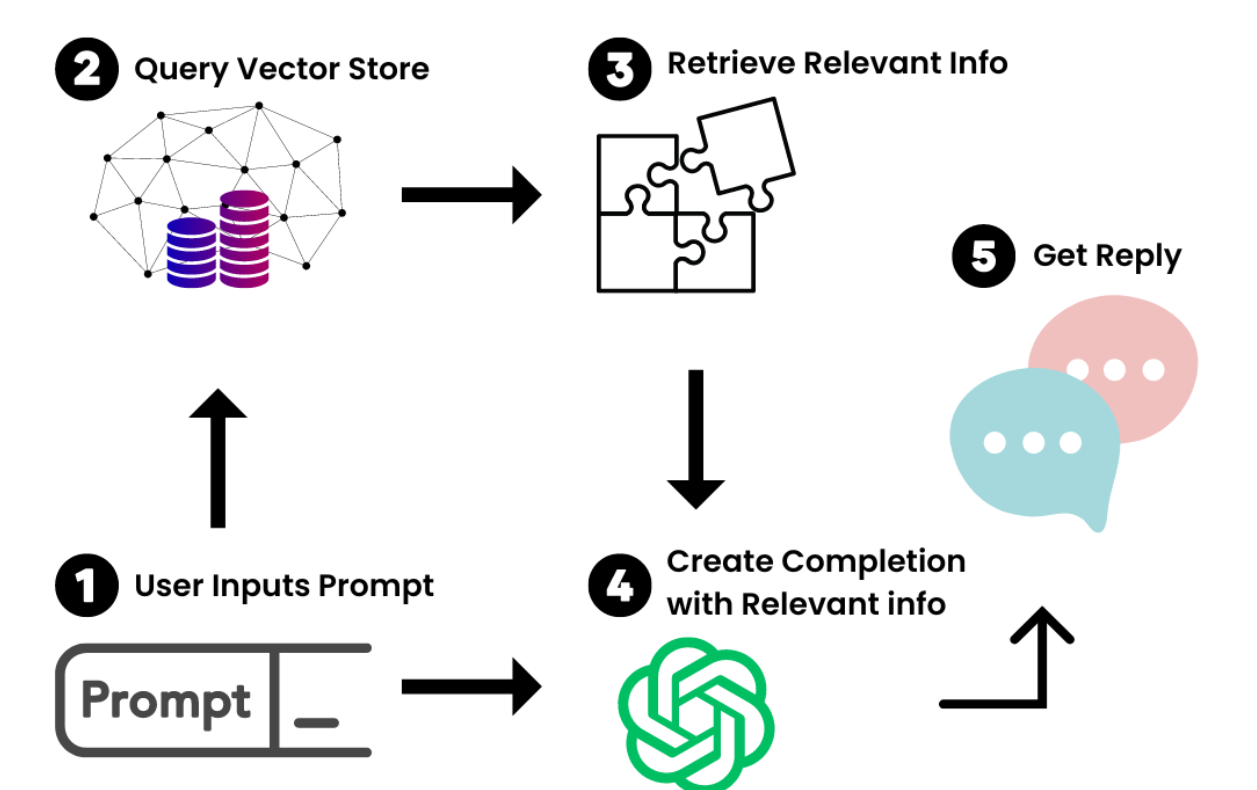 2 Query Vector Store
3 Retrieve Relevant Info
5 Get Reply
1 User Inputs Prompt
Prompt _
4 Create Completion
with Relevant info